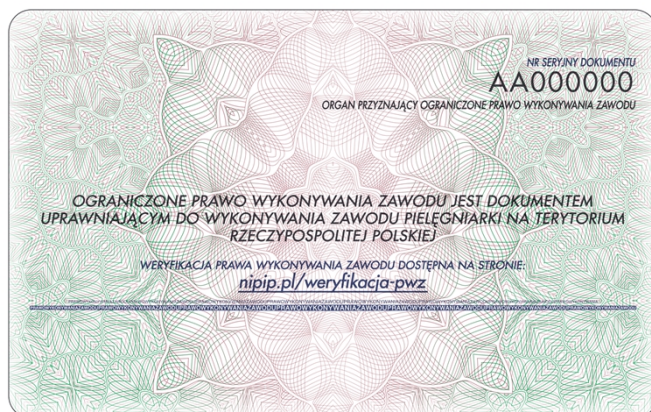 NR SERYJNY DOKUMENTU
AA000000
ORGAN PRZYZNAJĄCY OGRANICZONE PRAWO WYKONYWANIA ZAWODU
OGRANICZONE PRAWO WYKONYWANIA ZAWODU JEST DOKUMENTEM
UPRAWNIAJĄCYM DO WYKONYWANIA ZAWODU PIELĘGNIARKI NA TERYTORIUM
RZECZYPOSPOLITEJ POLSKIEJ
WERYFIKACJA PRAWA WYKONYWANIA ZAWODU DOSTĘPNA NA STRONIE:
nipip.pl/weryfikacja-pwz